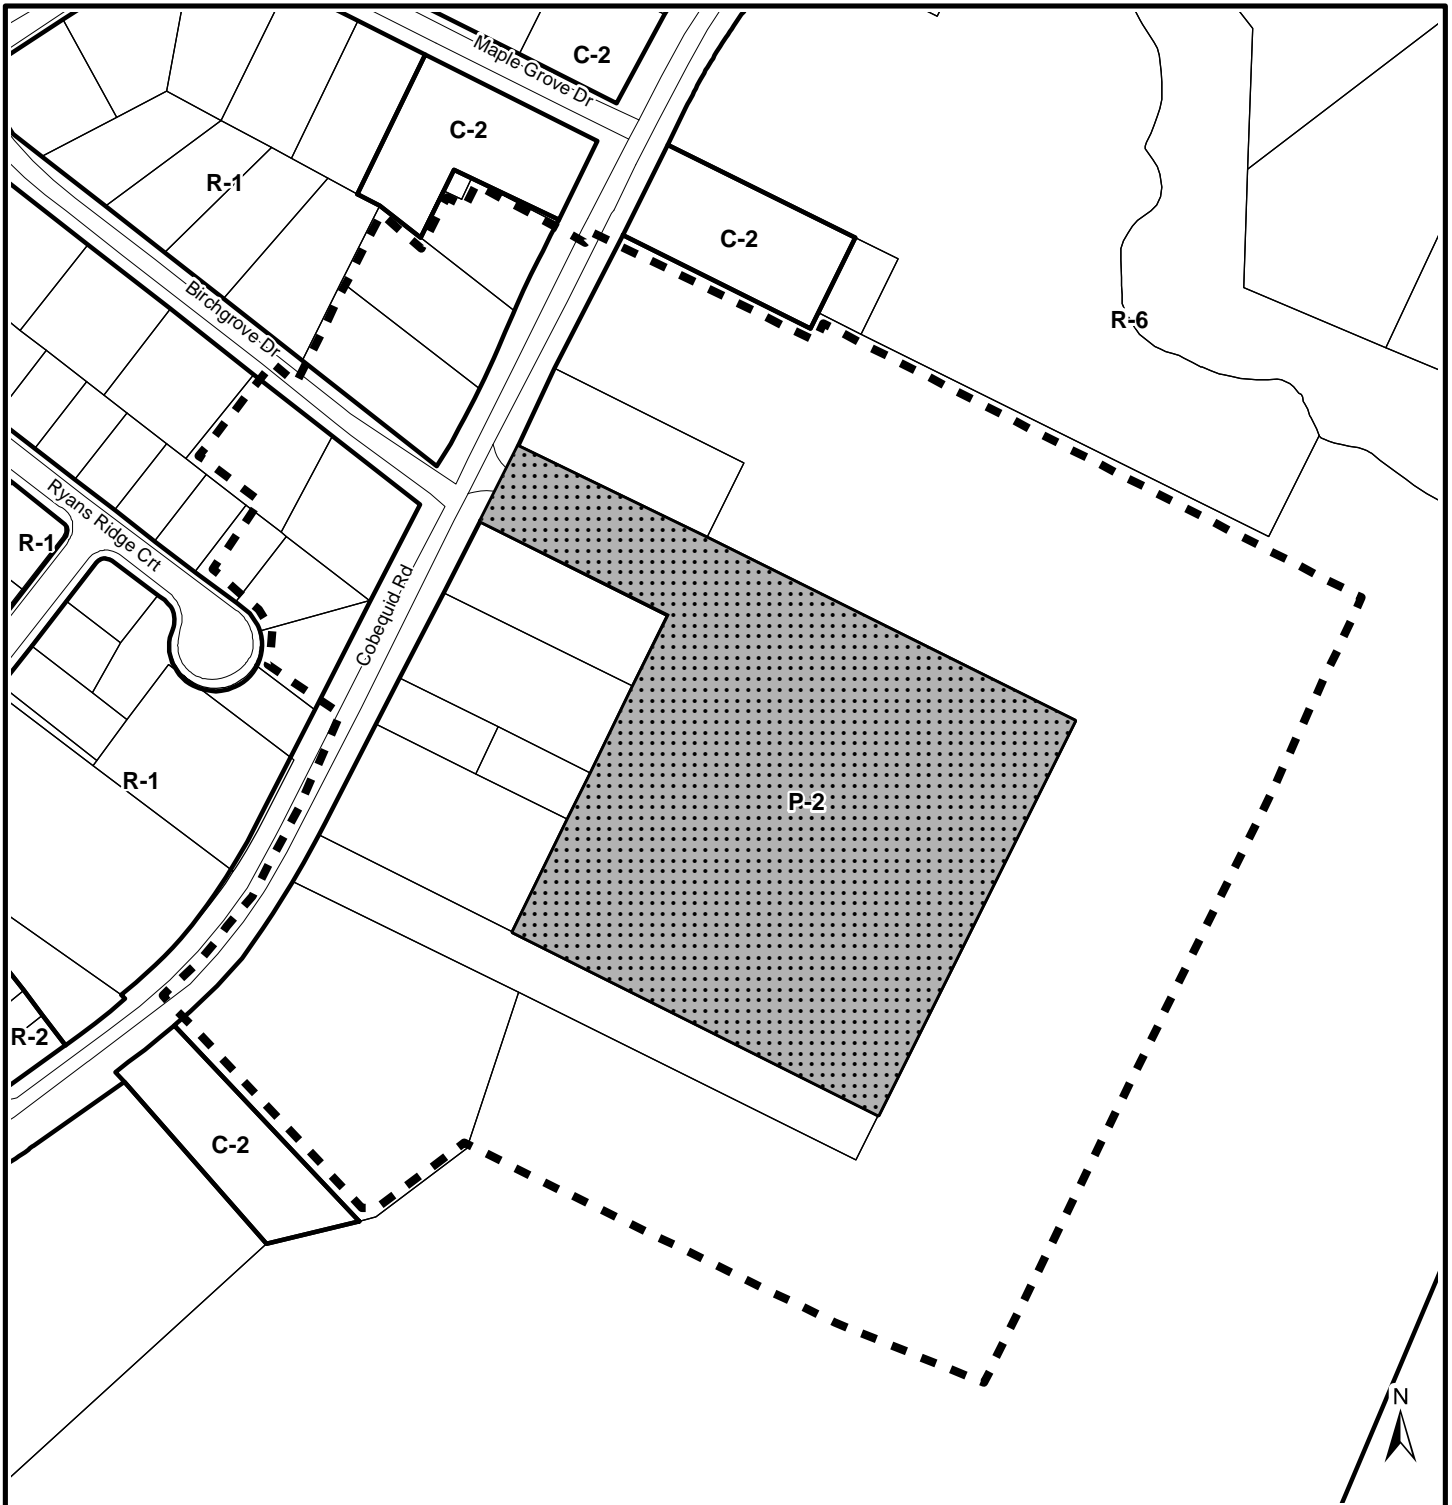 C-2
Maple Grove Dr
C-2
R-1
C-2
R-6
Birchgrove Dr
Ryans Ridge Crt
R-1
Cobequid Rd
R-1
P-2
R-2
C-2
N